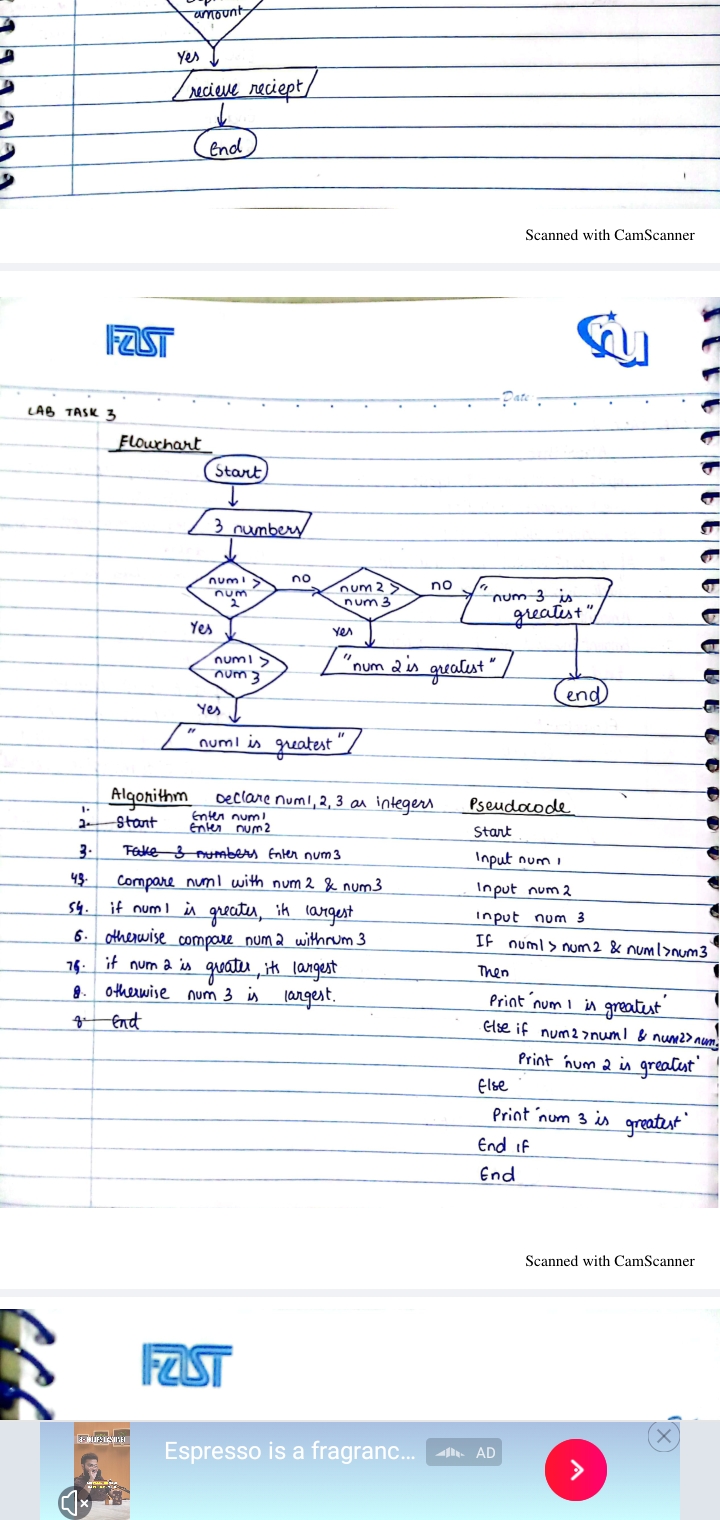 amount
Yes
recieve reciept
End
Scanned with CamScanner
FAST
nu
Date
LAB TASK 3
Flowchart
Start
3 numbers
num1 > num 2
no
num 2 > num 3
no
"num 3 is greatest"
Yes
Yes
num1 > num 3
"num 2 is greatest"
end
Yes
"num1 is greatest"
Algorithm Declare num1, 2, 3 as integers
1.
2. Start Enter num1
Enter num2
3. Take 3 numbers Enter num3
4. Compare num1 with num 2 & num3
5. if num1 is greater, its largest
6. otherwise compare num 2 with num 3
7. if num 2 is greater, its largest
8. otherwise num 3 is largest.
End
Pseudocode
Start
Input num 1
Input num 2
input num 3
If num1 > num2 & num1>num3
Then
Print 'num 1 is greatest'
Else if num2 >num1 & num2>num
Print 'num 2 is greatest'
Else
Print 'num 3 is greatest'
End if
End
Scanned with CamScanner
FAST
Espresso is a fragranc... AD